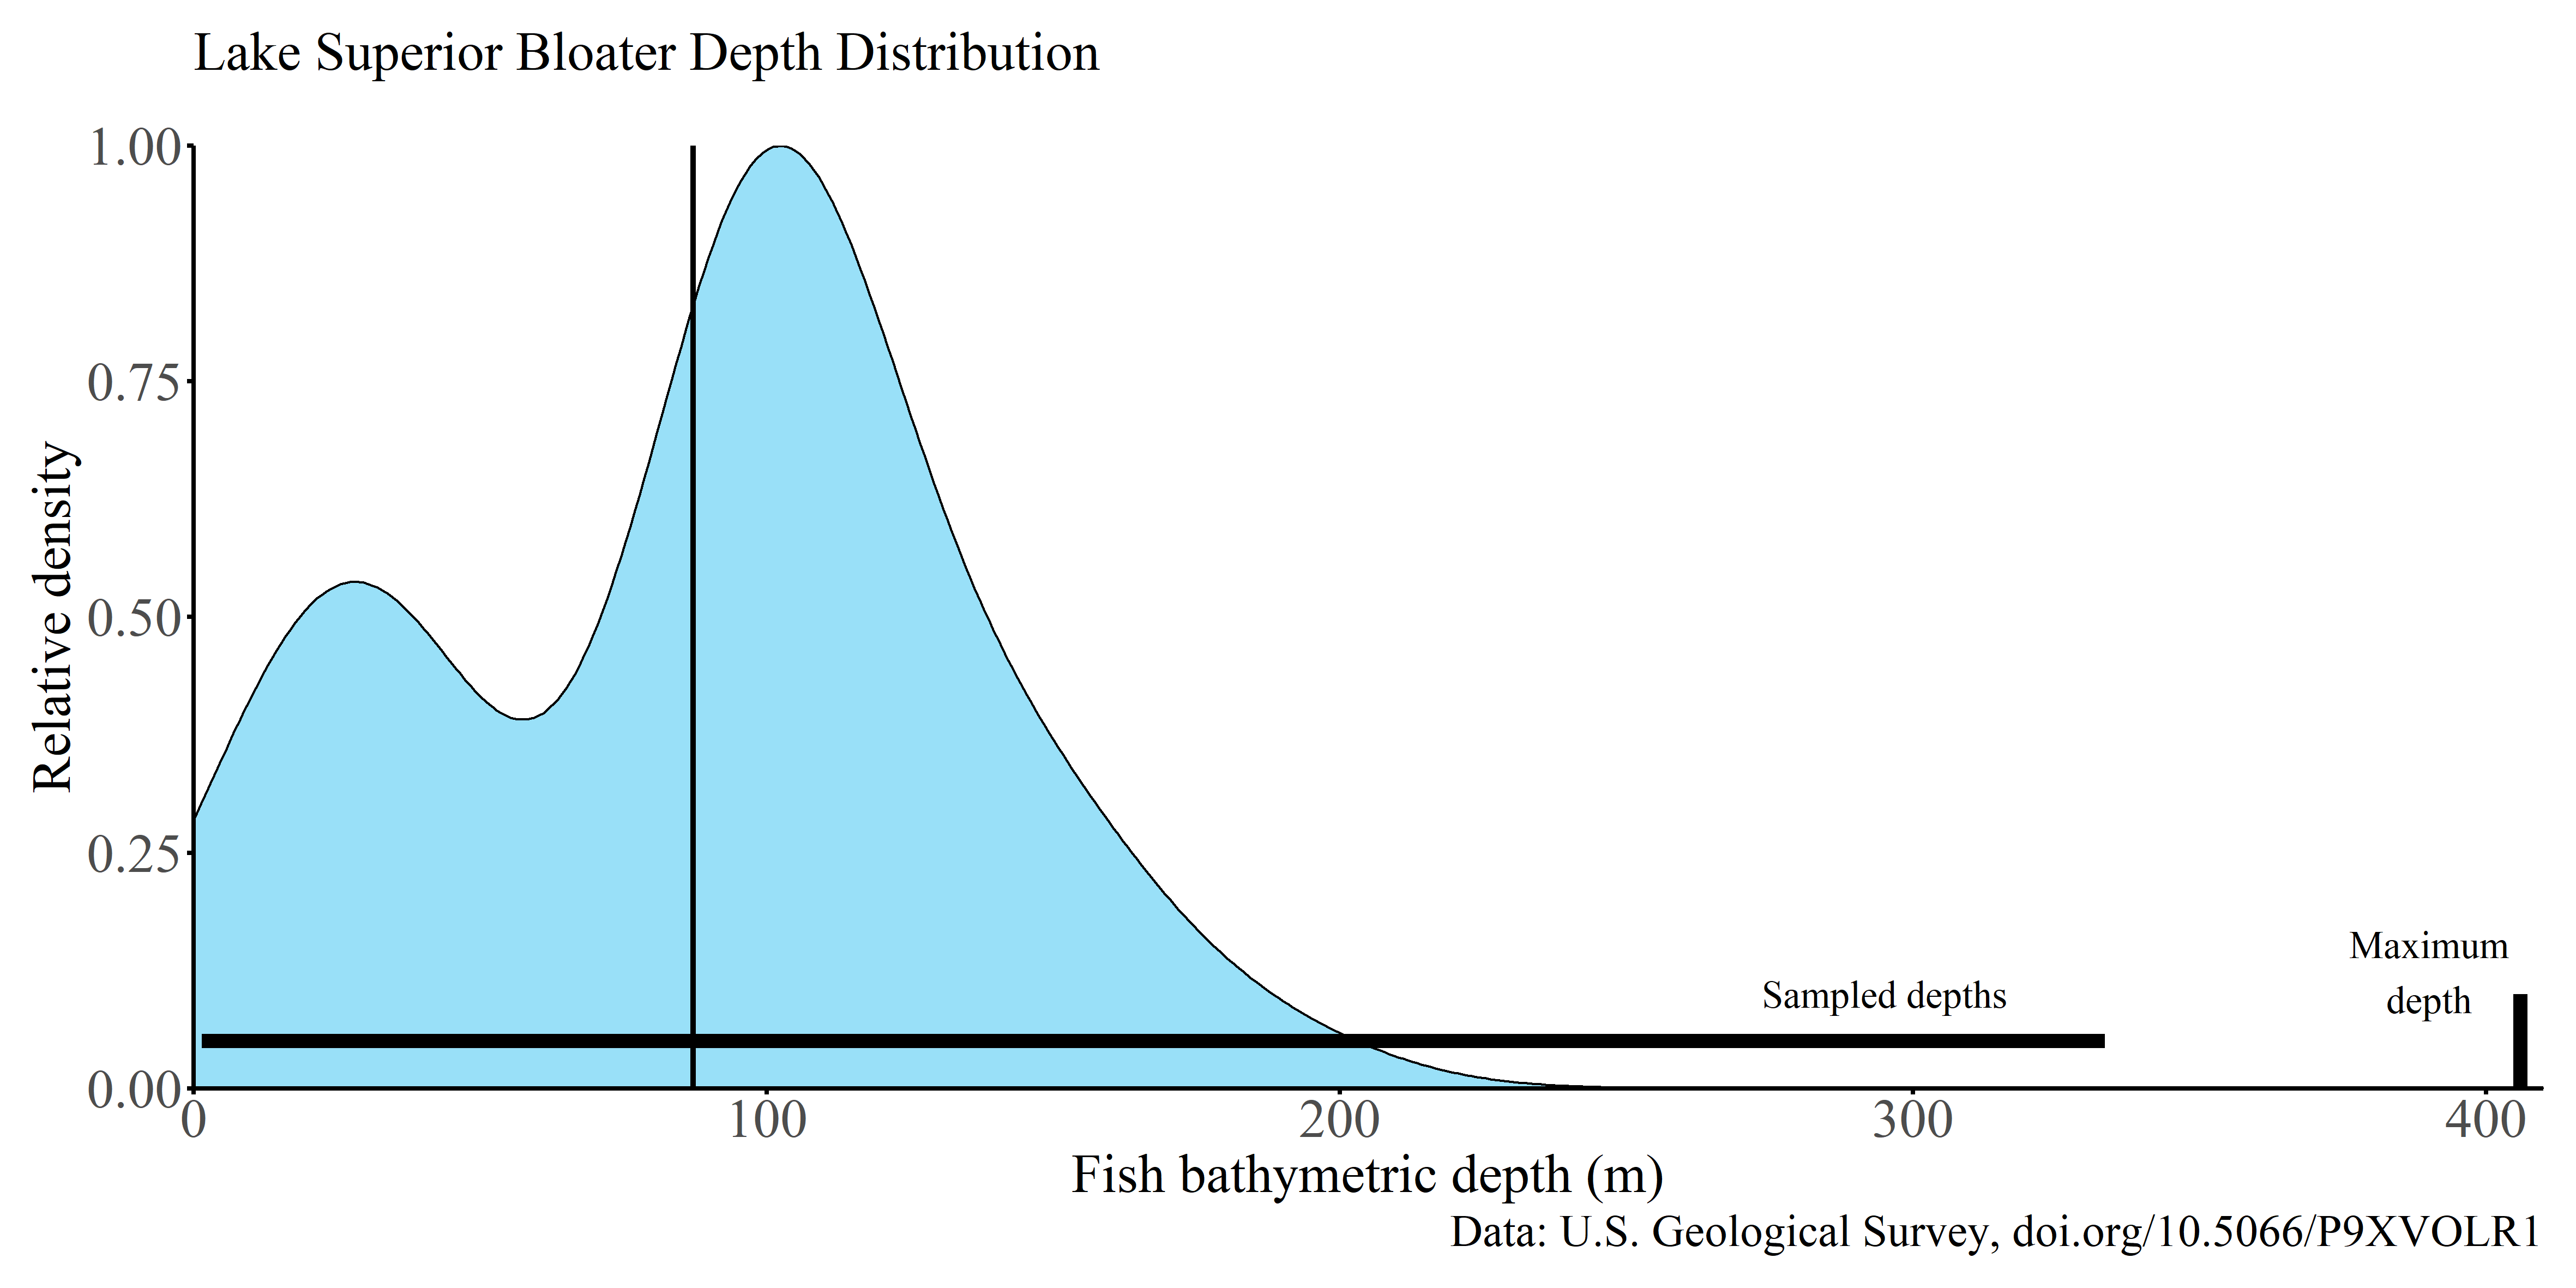 Lake Superior Bloater Depth Distribution
1.00
0.75
0.50
0.25
0.00
Relative density
Sampled depths
Maximum
depth
0
100
200
300
400
Fish bathymetric depth (m)
Data: U.S. Geological Survey, doi.org/10.5066/P9XVOLR1